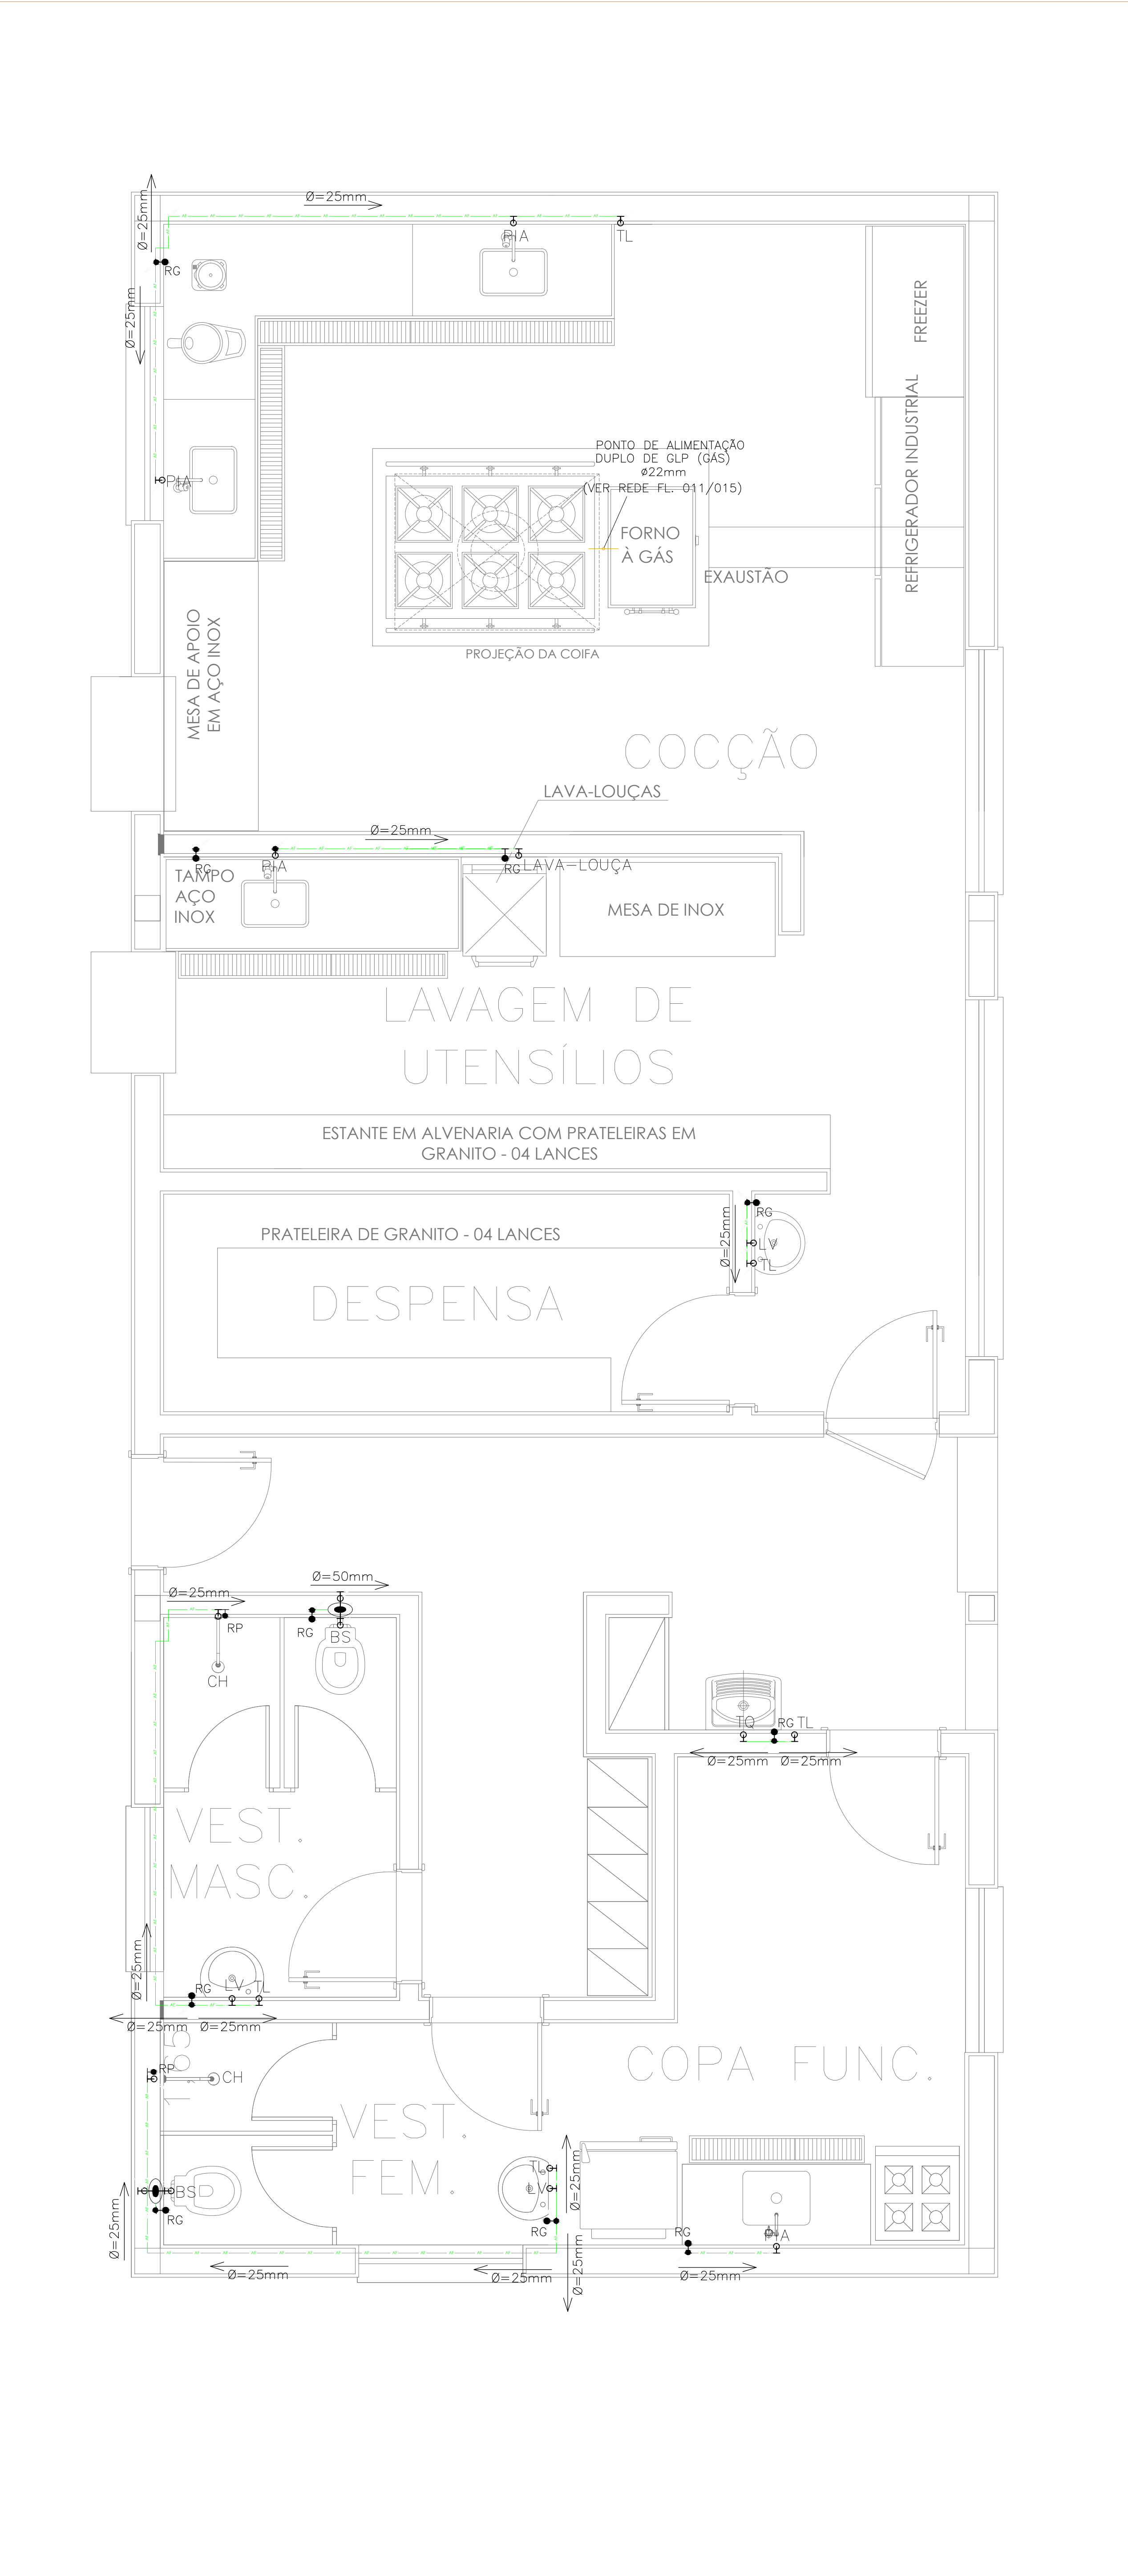 Ø=25mm
Ø=25mm
PIA
TL
RG
Ø=25mm
FREEZER
REFRIGERADOR INDUSTRIAL
PONTO DE ALIMENTAÇÃO
DUPLO DE GLP (GÁS)
ø22mm
(VER REDE FL. 011/015)
PIA
FORNO
À GÁS
EXAUSTÃO
PROJEÇÃO DA COIFA
MESA DE APOIO
EM AÇO INOX
COCÇÃO
LAVA-LOUÇAS
Ø=25mm
RG
PIA
RG
LAVA-LOUÇA
TAMPO
AÇO
INOX
MESA DE INOX
LAVAGEM DE
UTENSÍLIOS
ESTANTE EM ALVENARIA COM PRATELEIRAS EM
GRANITO - 04 LANCES
RG
Ø=25mm
LV
TL
PRATELEIRA DE GRANITO - 04 LANCES
DESPENSA
Ø=50mm
Ø=25mm
RP
RG
BS
CH
TQ
RG
TL
Ø=25mm
Ø=25mm
VEST.
MASC.
Ø=25mm
RG
LV
TL
Ø=25mm
Ø=25mm
1,65
RP
CH
COPA FUNC.
VEST.
FEM.
TL
LV
Ø=25mm
BS
RG
Ø=25mm
RG
RG
PIA
Ø=25mm
Ø=25mm
Ø=25mm
Ø=25mm